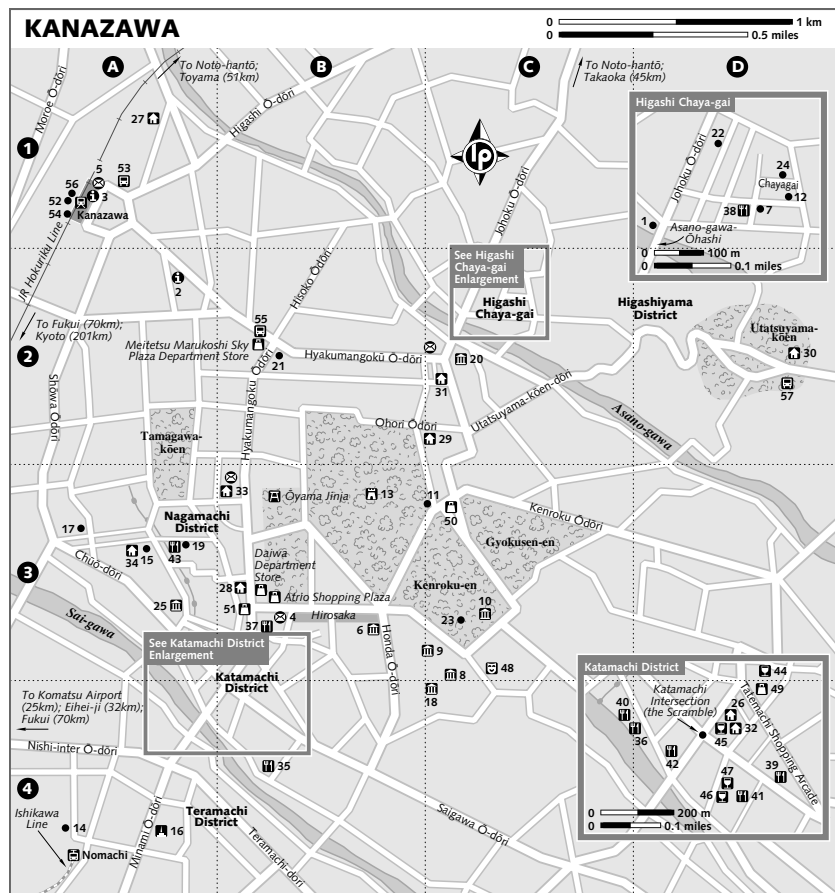 KANAZAWA
0 1 km
0 0.5 miles
A
B
C
D
1
2
3
4
To Noto-hantō;
Toyama (51km)
To Noto-hantō;
Takaoka (45km)
Moroe Ō-dōri
Higashi Ō-dōri
Johoku Ō-dōri
lp
27
5
53
56
52
3
54
Kanazawa
JR Hokuriku Line
Higashi Chaya-gai
22
Johoku Ō-dōri
24
Chayagai
12
38
7
1
Asano-gawa-
Ōhashi
0 100 m
0 0.1 miles
See Higashi
Chaya-gai
Enlargement
Higashi
Chaya-gai
Higashiyama
District
Utatsuyama-
kōen
30
57
2
Hisoko Ō-dōri
To Fukui (70km);
Kyoto (201km)
55
Meitetsu Marukoshi Sky
Plaza Department Store
21
Hyakumangokū Ō-dōri
20
31
Utatsuyama-kōen-dōri
Asano-gawa
Shōwa Ōdōri
Hyakumangoku Ōdōri
Ohori Ōdōri
29
Tamagawa-
kōen
33
Ōyama Jinja
13
11
50
Kenroku Ōdōri
Gyokusen-en
Nagamachi
District
17
34
15
43
19
Chūō-dōri
Daiwa
Department
Store
28
Atrio Shopping Plaza
Kenroku-en
10
23
25
51
37
4
Hirosaka
6
Honda Ō-dōri
9
8
48
18
Sai-gawa
See Katamachi District
Enlargement
Katamachi
District
To Komatsu Airport
(25km); Eihei-ji (32km);
Fukui (70km)
Nishi-inter Ō-dōri
35
Ishikawa
Line
14
Nomachi
Minami Ō-dōri
16
Teramachi
District
Teramachi-dōri
Saigawa Ō-dōri
Katamachi District
44
49
Katamachi
Intersection
(the Scramble)
Tatemachi Shopping Arcade
40
36
26
45
32
42
39
47
46
41
0 200 m
0 0.1 miles